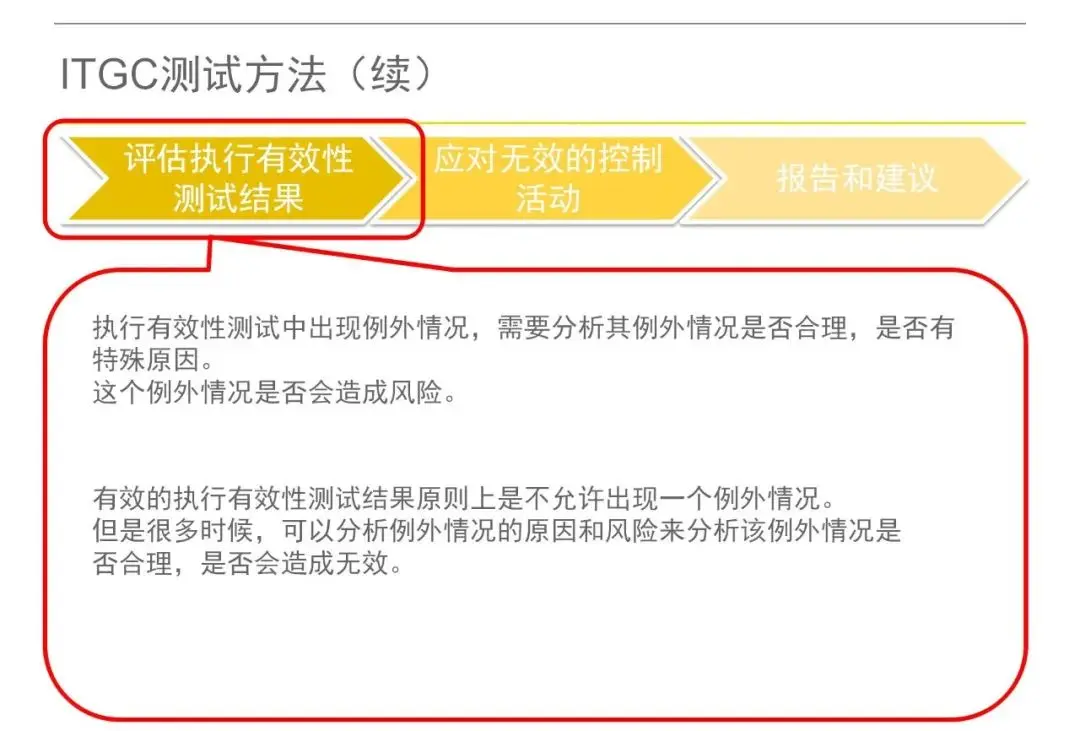 ITGC测试方法（续）
评估执行有效性
测试结果
应对无效的控制
活动
报告和建议
执行有效性测试中出现例外情况，需要分析其例外情况是否合理，是否有
特殊原因。
这个例外情况是否会造成风险。
有效的执行有效性测试结果原则上是不允许出现一个例外情况。
但是很多时候，可以分析例外情况的原因和风险来分析该例外情况是
否合理，是否会造成无效。